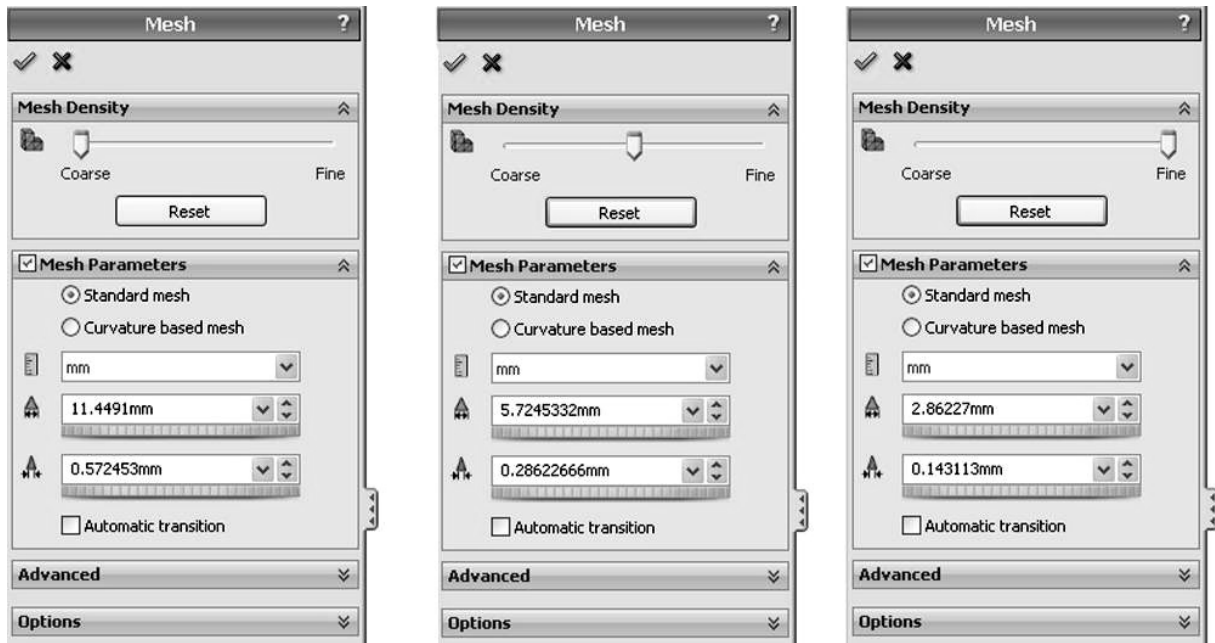 Mesh ?
Mesh Density
Coarse Fine
Reset
Mesh Parameters
Standard mesh
Curvature based mesh
mm
11.4491mm
0.572453mm
Automatic transition
Advanced
Options
Mesh ?
Mesh Density
Coarse Fine
Reset
Mesh Parameters
Standard mesh
Curvature based mesh
mm
5.7245332mm
0.28622666mm
Automatic transition
Advanced
Options
Mesh ?
Mesh Density
Coarse Fine
Reset
Mesh Parameters
Standard mesh
Curvature based mesh
mm
2.86227mm
0.143113mm
Automatic transition
Advanced
Options